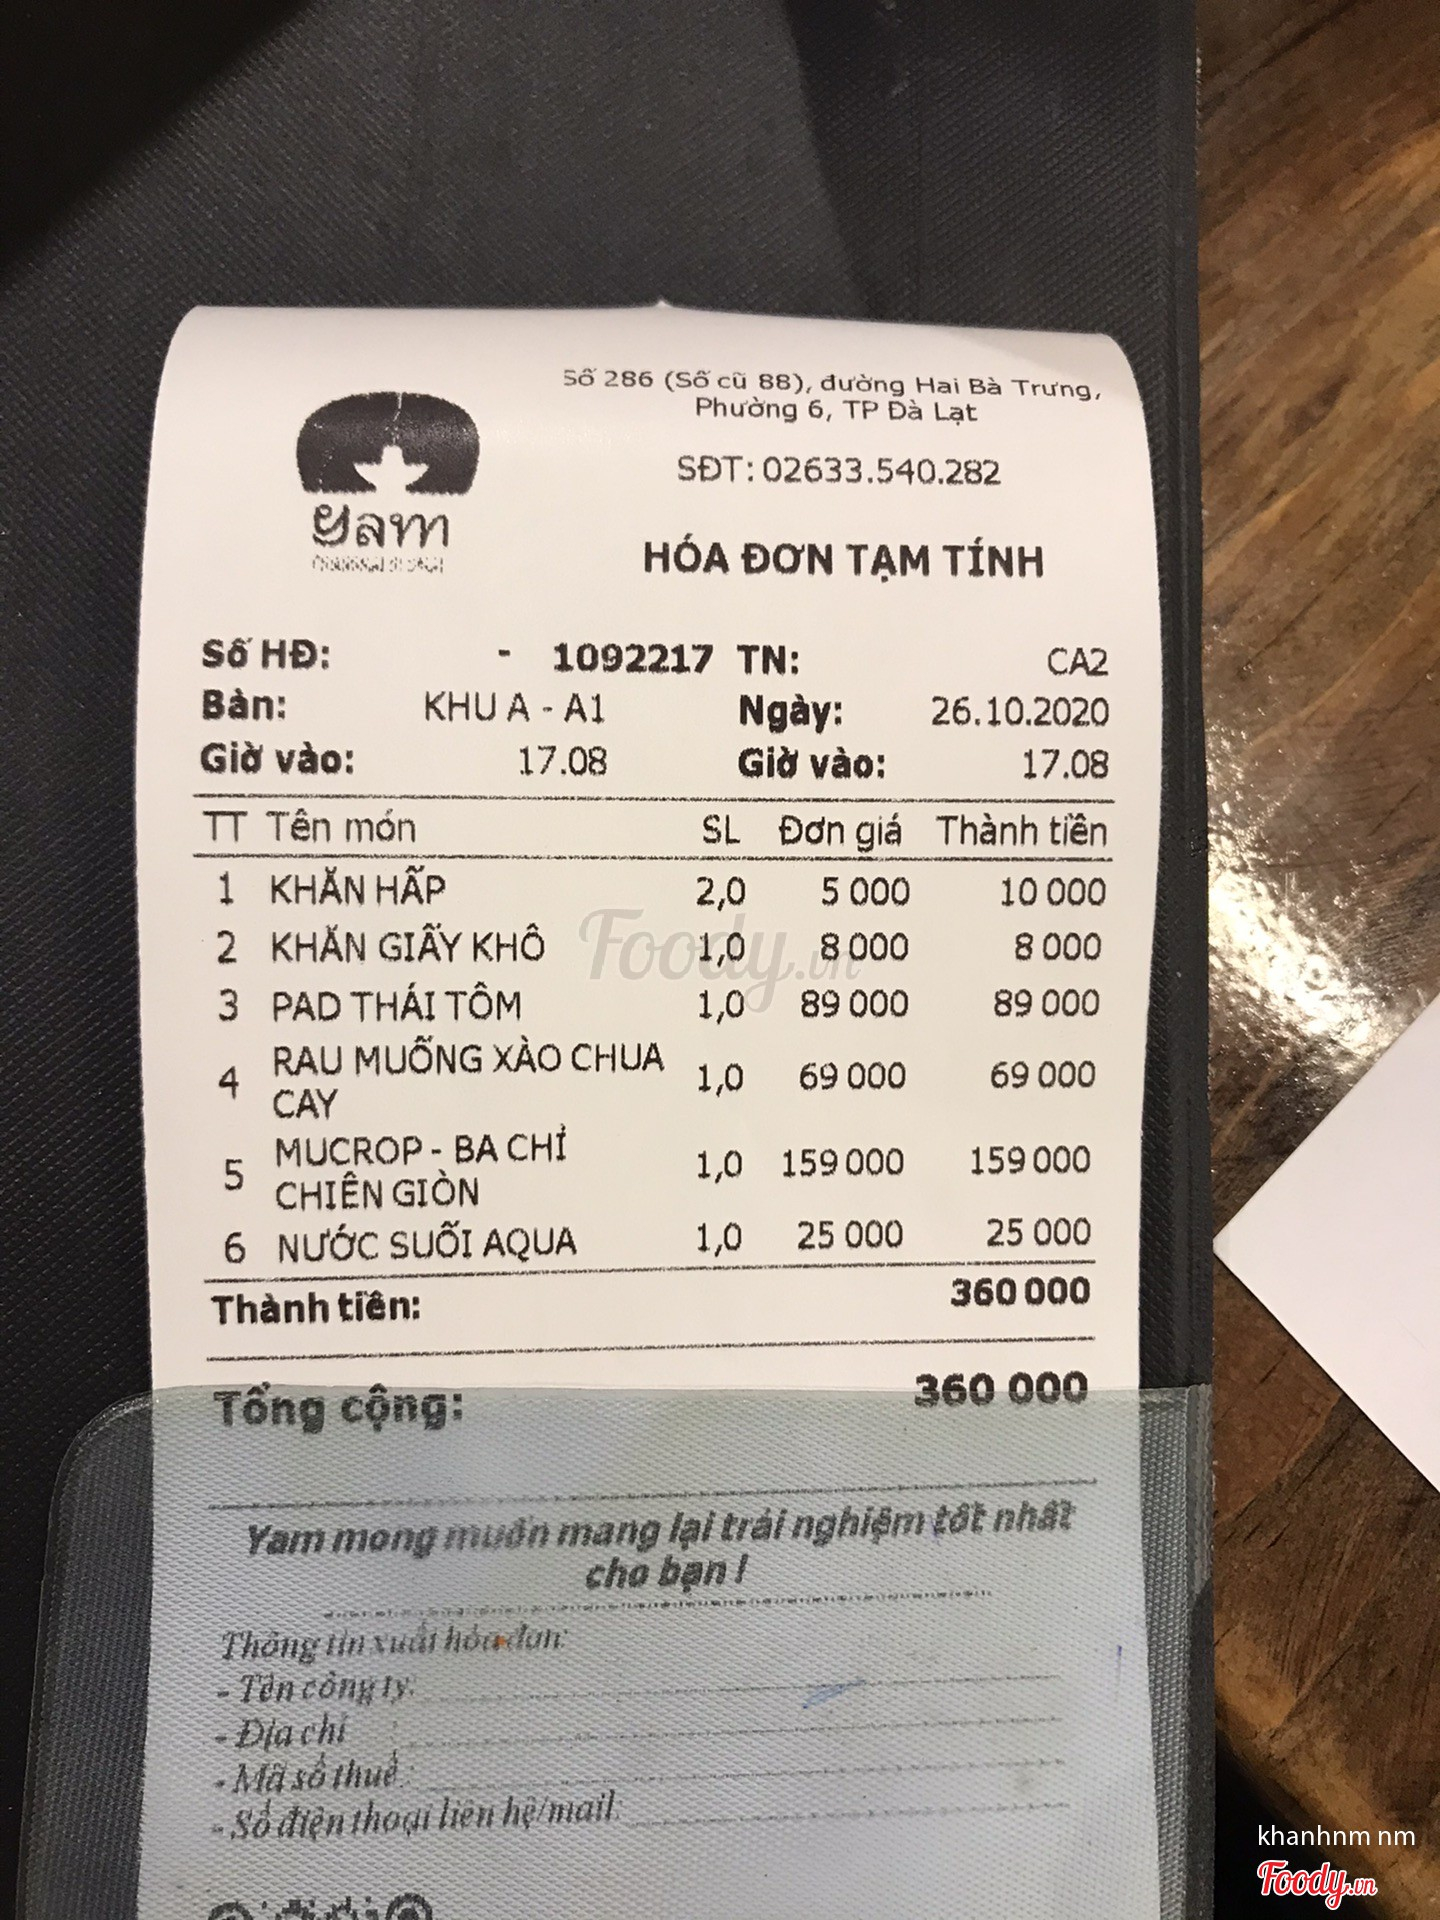 Số 286 (Số cũ 88), đường Hai Bà Trưng,
Phường 6, TP Đà Lạt
SĐT: 02633.540.282
yam
HÓA ĐƠN TẠM TÍNH
Số HĐ: - 1092217 TN: CA2
Bàn: KHU A - A1 Ngày: 26.10.2020
Giờ vào: 17.08 Giờ vào: 17.08
TT Tên món SL Đơn giá Thành tiền
1 KHĂN HẤP 2,0 5 000 10 000
2 KHĂN GIẤY KHÔ 1,0 8 000 8 000
3 PAD THÁI TÔM 1,0 89 000 89 000
4 RAU MUỐNG XÀO CHUA
CAY 1,0 69 000 69 000
5 MUCROP - BA CHỈ
CHIÊN GIÒN 1,0 159 000 159 000
6 NƯỚC SUỐI AQUA 1,0 25 000 25 000
Thành tiền: 360 000
Tổng cộng: 360 000
Yam mong muốn mang lại trải nghiệm tốt nhất
cho bạn !
Thông tin xuất hóa đơn:
- Tên công ty:
- Địa chỉ :
- Mã số thuế :
- Số điện thoại liên hệ/mail:
Foody.vn
khanhnm nm
Foody.vn